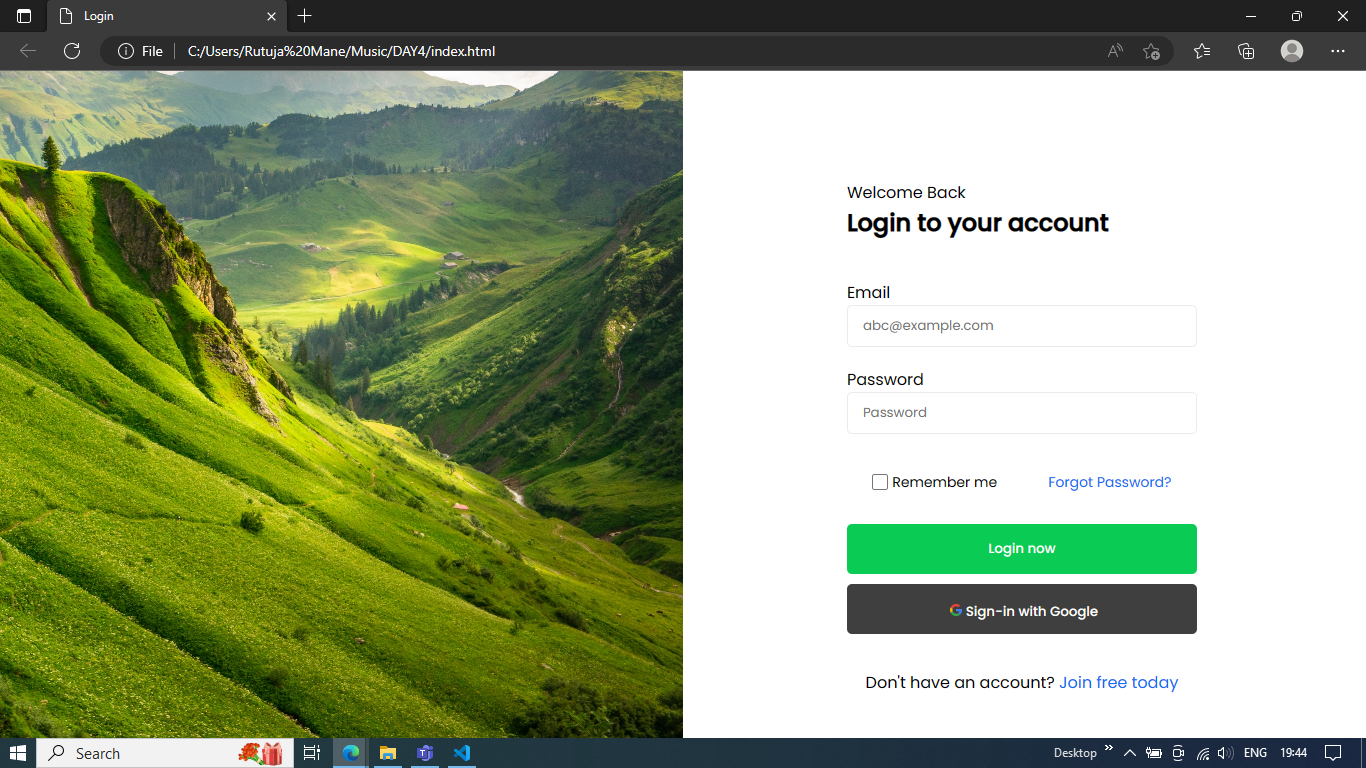 Login
File
C:/Users/Rutuja%20Mane/Music/DAY4/index.html
Welcome Back
Login to your account
Email
abc@example.com
Password
Password
Remember me Forgot Password?
Login now
Sign-in with Google
Don't have an account? Join free today
Search
Desktop ENG 19:44